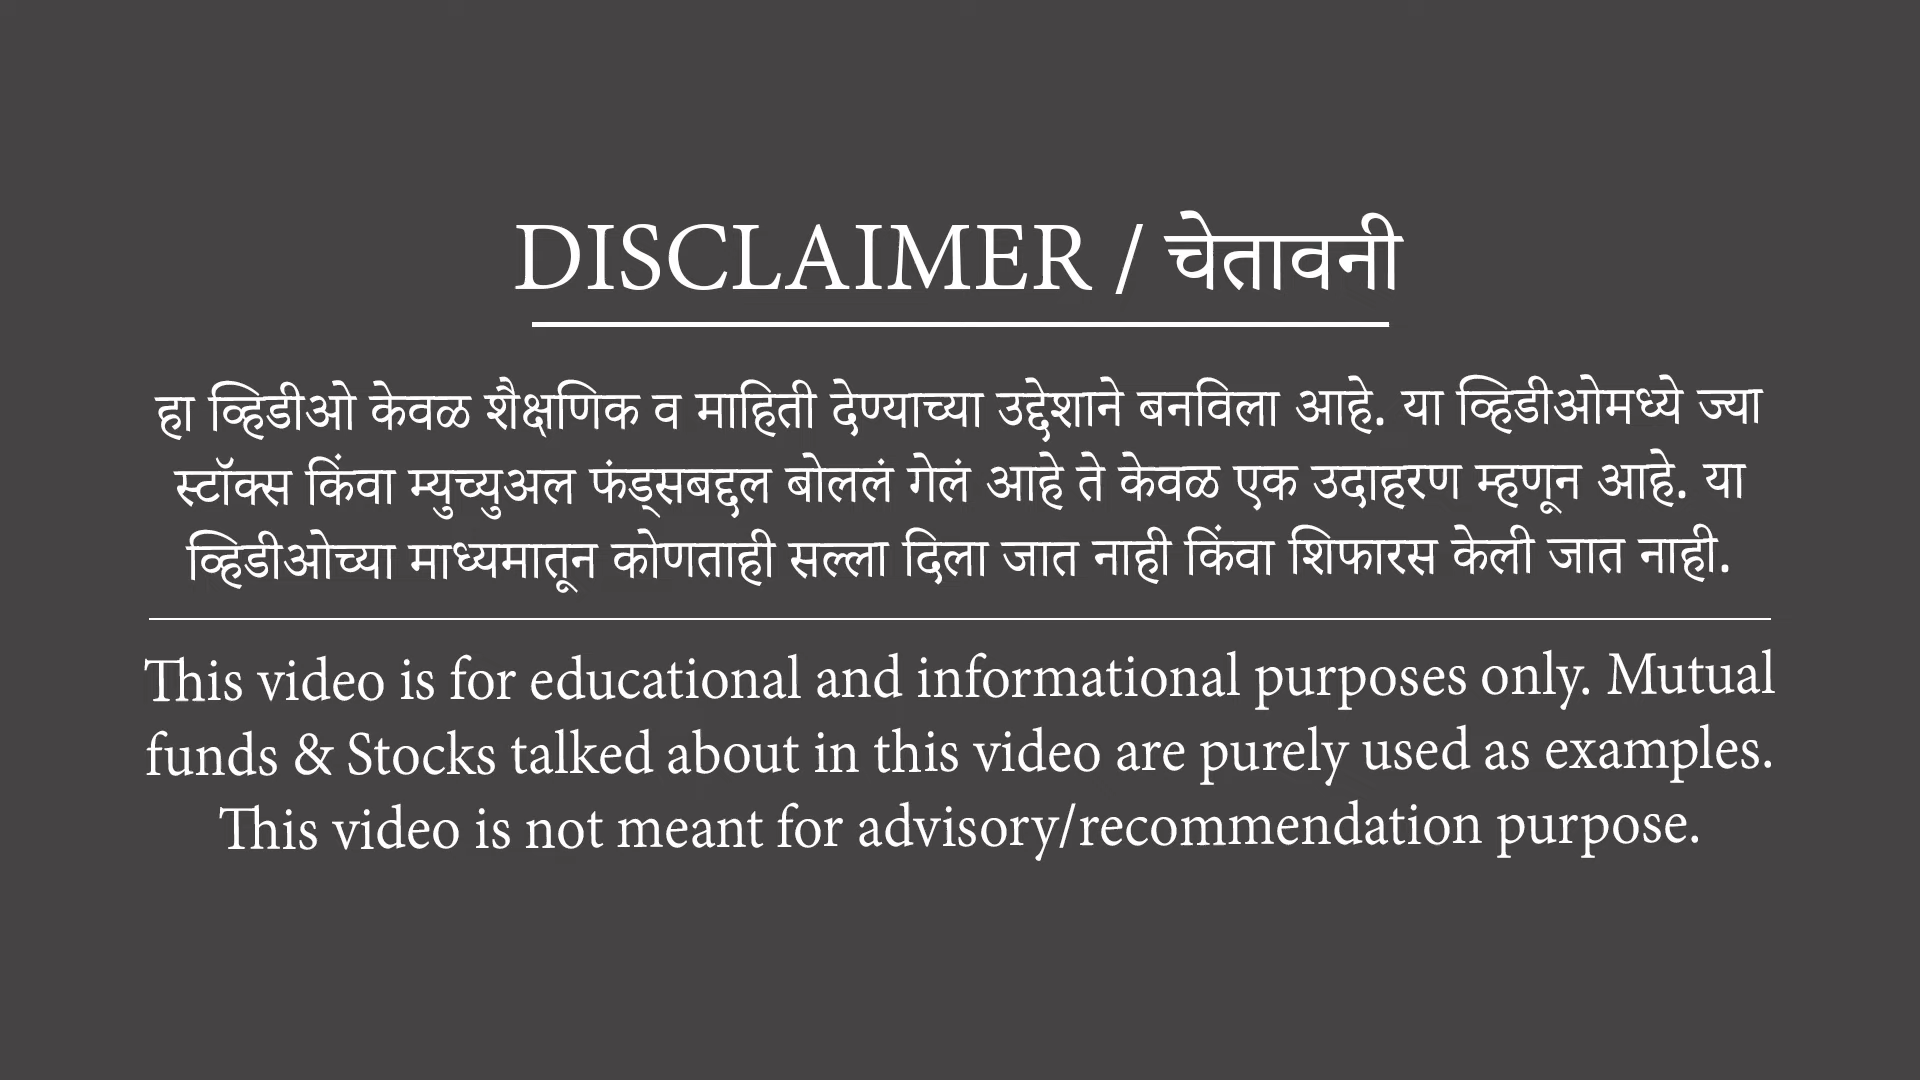 DISCLAIMER / चेतावनी
हा व्हिडीओ केवळ शैक्षणिक व माहिती देण्याच्या उद्देशाने बनविला आहे. या व्हिडीओमध्ये ज्या
स्टॉक्स किंवा म्युच्युअल फंड्सबद्दल बोललं गेलं आहे ते केवळ एक उदाहरण म्हणून आहे. या
व्हिडीओच्या माध्यमातून कोणताही सल्ला दिला जात नाही किंवा शिफारस केली जात नाही.
This video is for educational and informational purposes only. Mutual
funds & Stocks talked about in this video are purely used as examples.
This video is not meant for advisory/recommendation purpose.